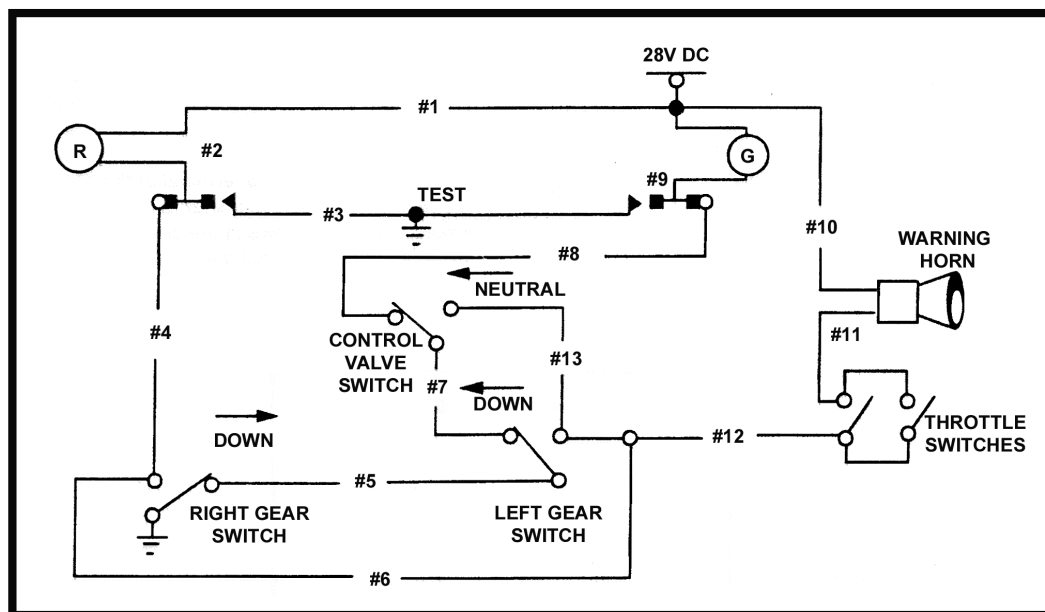 28V DC
#1
R
#2
G
TEST
#9
#3
#10
#8
WARNING
HORN
NEUTRAL
#4
#11
CONTROL
VALVE
SWITCH
#13
#7
DOWN
DOWN
#12
THROTTLE
SWITCHES
#5
RIGHT GEAR
SWITCH
LEFT GEAR
SWITCH
#6